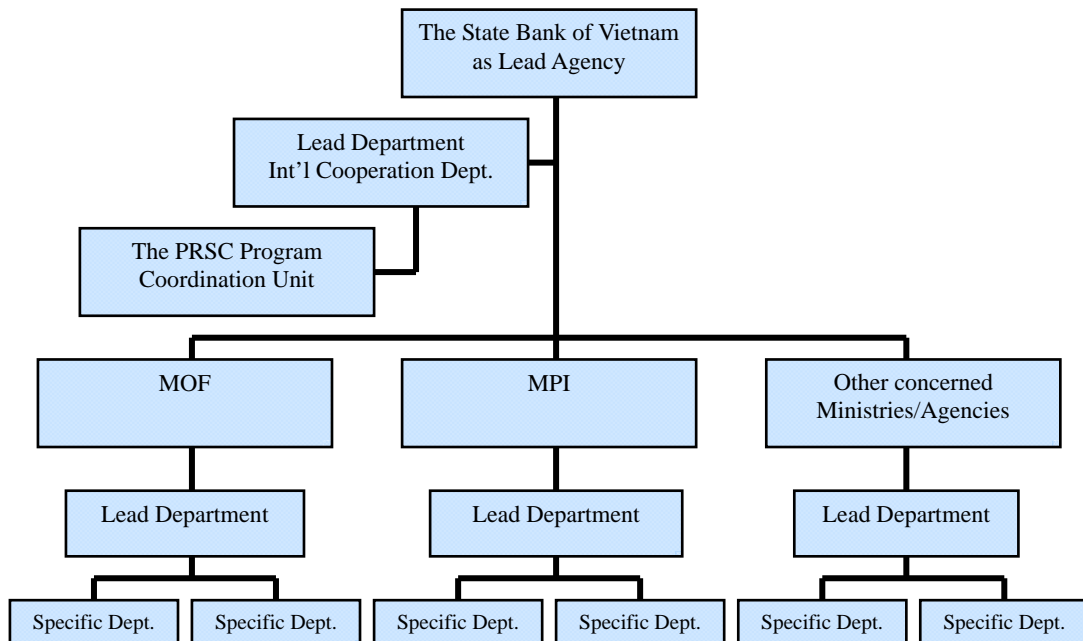 The State Bank of Vietnam
as Lead Agency
Lead Department
Int’l Cooperation Dept.
The PRSC Program
Coordination Unit
MOF
MPI
Other concerned
Ministries/Agencies
Lead Department
Lead Department
Lead Department
Specific Dept.
Specific Dept.
Specific Dept.
Specific Dept.
Specific Dept.
Specific Dept.